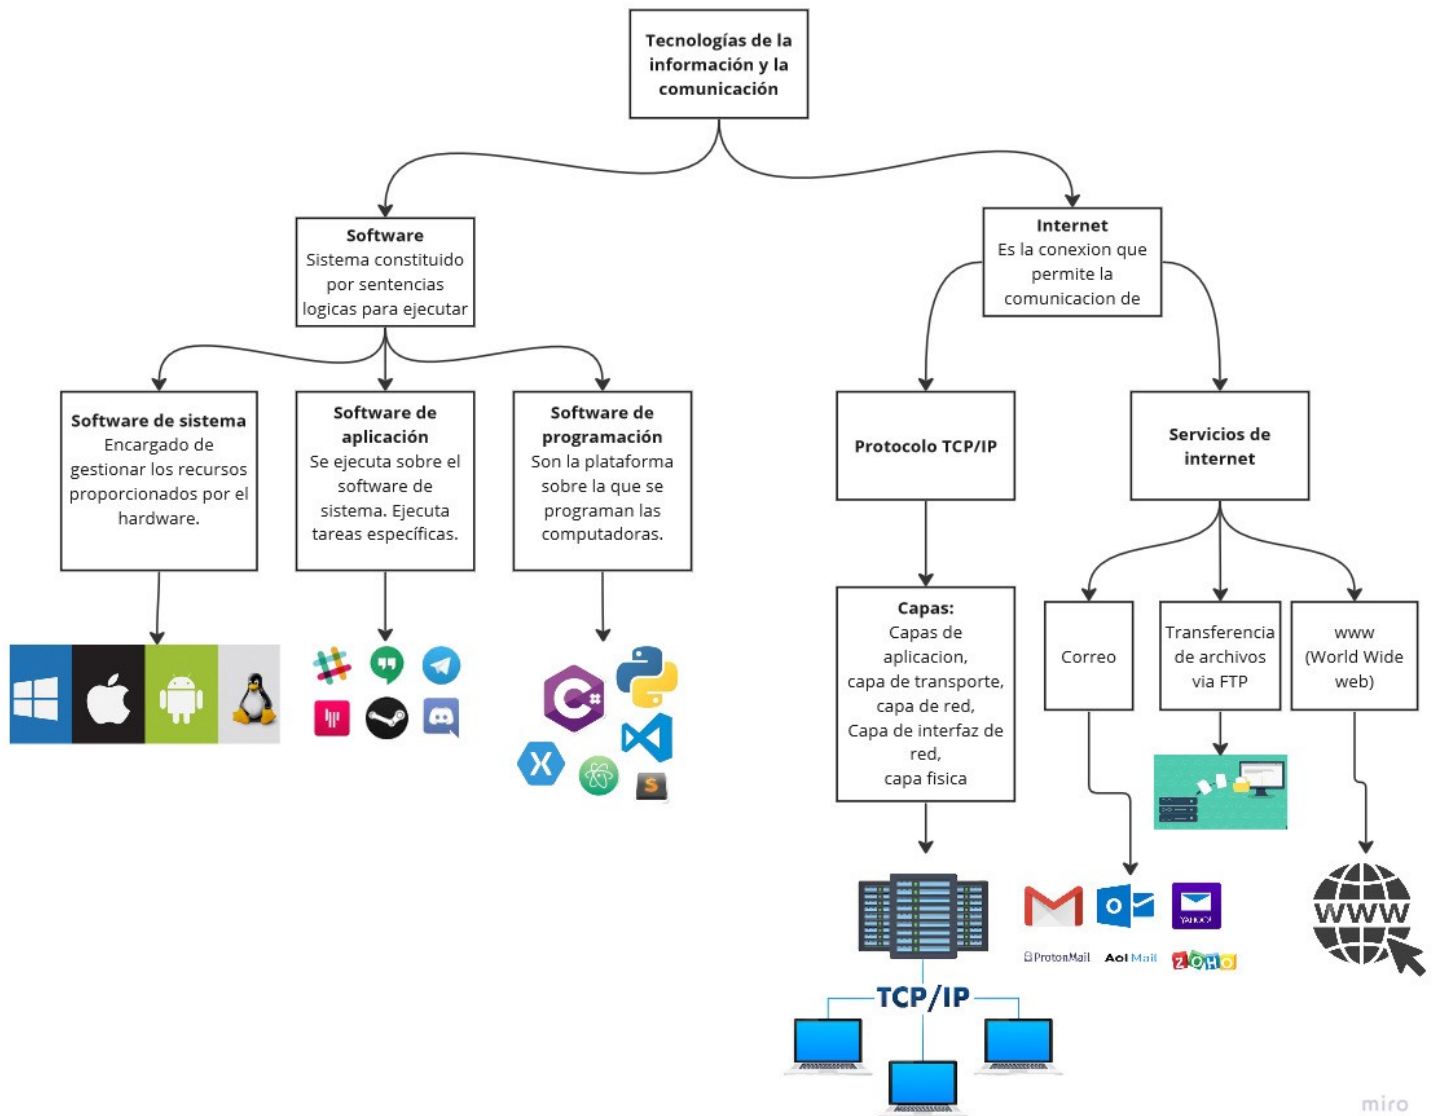 Tecnologías de la
información y la
comunicación
Software
Sistema constituido
por sentencias
logicas para ejecutar
Internet
Es la conexion que
permite la
comunicacion de
Software de sistema
Encargado de
gestionar los recursos
proporcionados por el
hardware.
Software de
aplicación
Se ejecuta sobre el
software de
sistema. Ejecuta
tareas específicas.
Software de
programación
Son la plataforma
sobre la que se
programan las
computadoras.
Protocolo TCP/IP
Servicios de
internet
Capas:
Capas de
aplicacion,
capa de transporte,
capa de red,
Capa de interfaz de
red,
capa fisica
Correo
Transferencia
de archivos
via FTP
www
(World Wide
web)
C#
X
S
O
YAHOO!
ProtonMail
Aol Mail
ZOHO
WWW
TCP/IP
miro